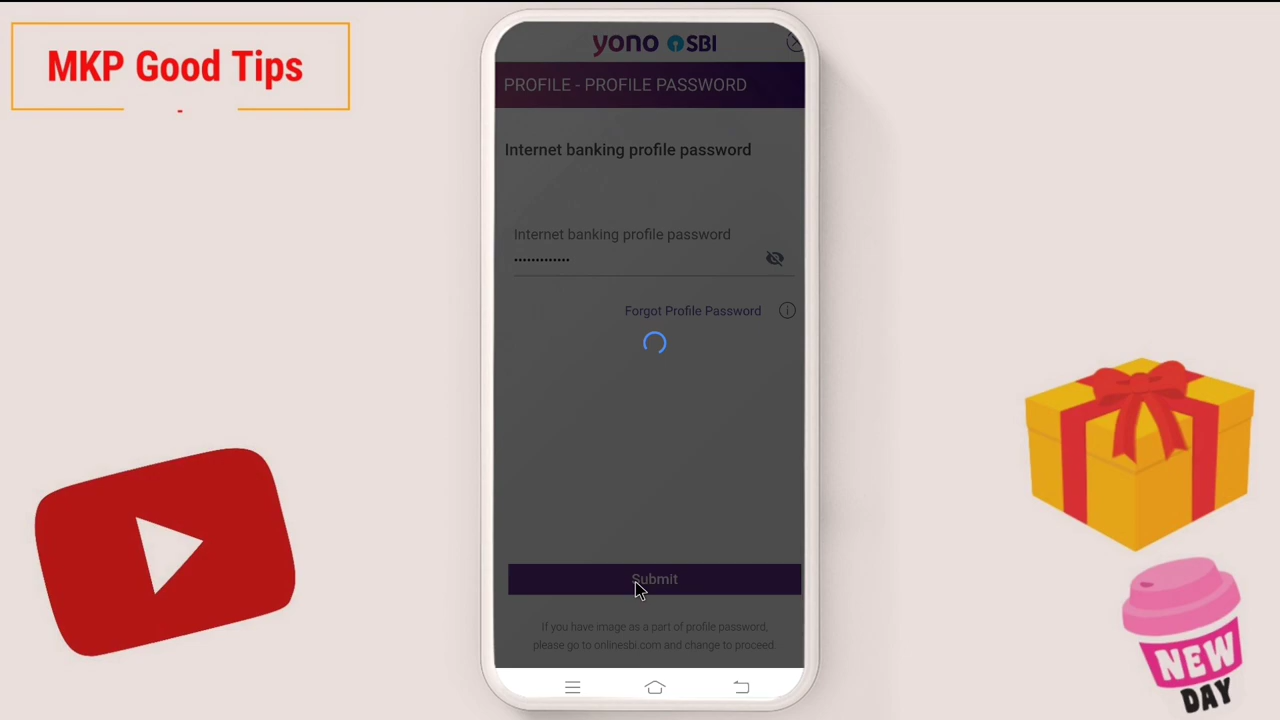 MKP Good Tips
yono SBI
PROFILE - PROFILE PASSWORD
Internet banking profile password
Internet banking profile password
•••••••••••••
Forgot Profile Password
Submit
If you have image as a part of profile password,
please go to onlinesbi.com and change to proceed.
NEW
DAY